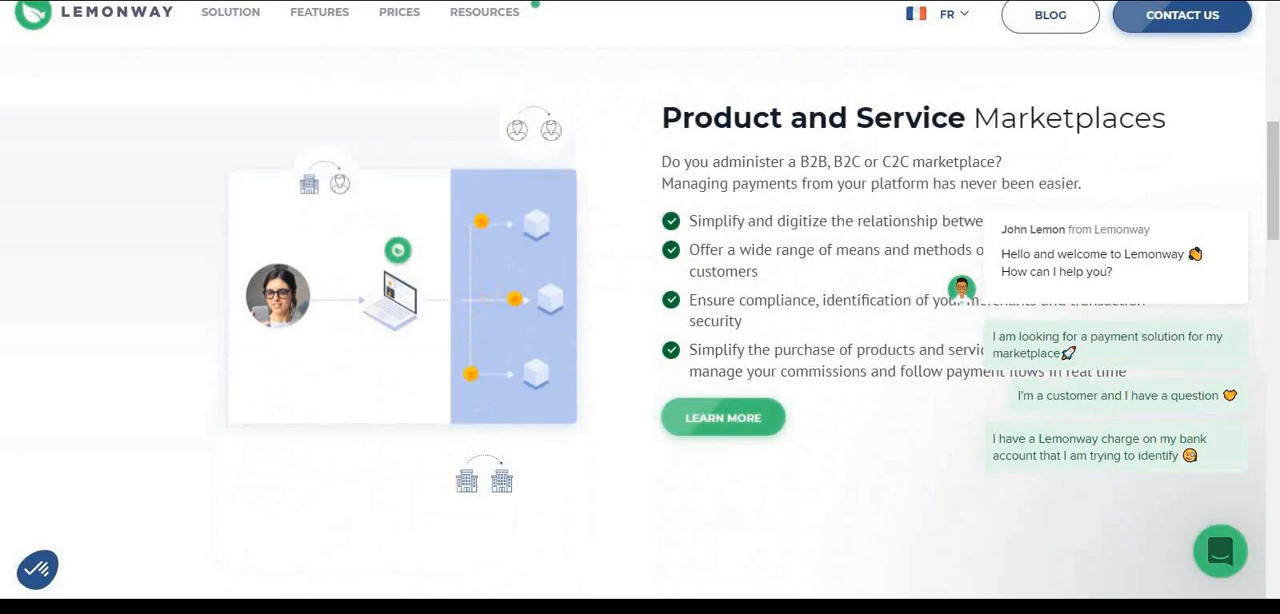 LEMONWAY
SOLUTION
FEATURES
PRICES
RESOURCES
FR
BLOG
CONTACT US
Product and Service Marketplaces
Do you administer a B2B, B2C or C2C marketplace?
Managing payments from your platform has never been easier.
Simplify and digitize the relationship
Offer a wide range of means and methods
customers
Ensure compliance, identification of
security
Simplify the purchase of products and
manage your commissions and follow payment flows in real time
LEARN MORE
John Lemon from Lemonway
Hello and welcome to Lemonway 👏
How can I help you?
I am looking for a payment solution for my
marketplace🚀
I'm a customer and I have a question 🤝
I have a Lemonway charge on my bank
account that I am trying to identify 🧐